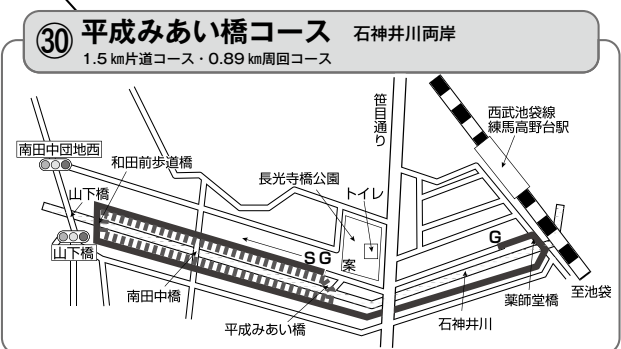 ㉚ 平成みあい橋コース 石神井川両岸
1.5㎞片道コース・0.89㎞周回コース
笹目通り
西武池袋線
練馬高野台駅
南田中団地西
和田前歩道橋
長光寺橋公園
トイレ
山下橋
山下橋
S G
案
G
南田中橋
平成みあい橋
石神井川
薬師堂橋
至池袋